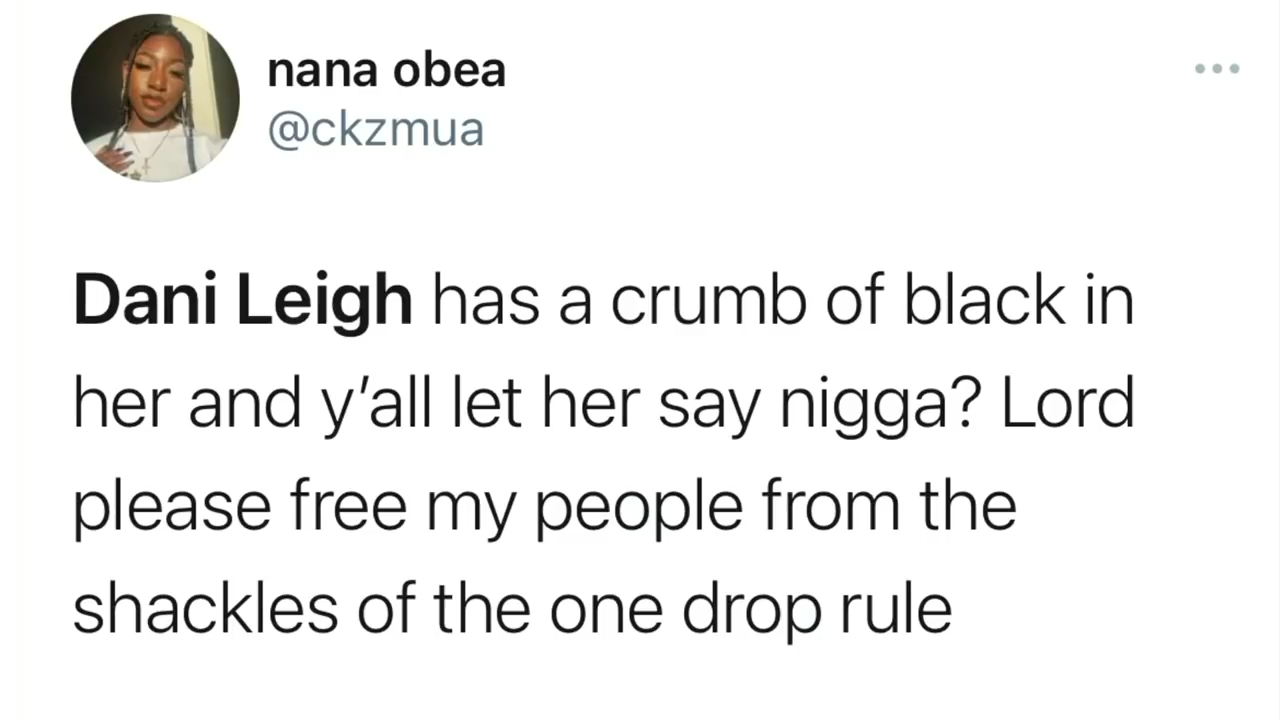 nana obea
@ckzmua
Dani Leigh has a crumb of black in
her and y’all let her say nigga? Lord
please free my people from the
shackles of the one drop rule